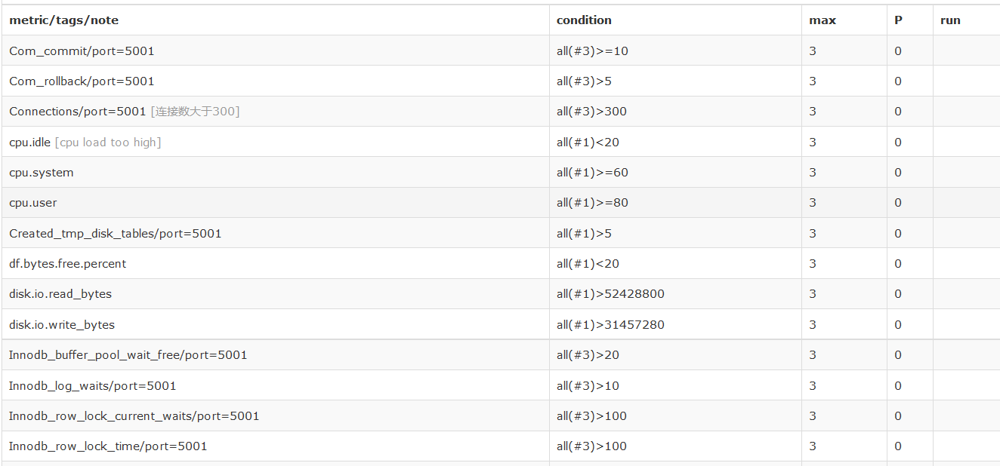 metric/tags/note condition max P run
Com_commit/port=5001 all(#3)>=10 3 0
Com_rollback/port=5001 all(#3)>5 3 0
Connections/port=5001 [连接数大于300] all(#3)>300 3 0
cpu.idle [cpu load too high] all(#1)<20 3 0
cpu.system all(#1)>=60 3 0
cpu.user all(#1)>=80 3 0
Created_tmp_disk_tables/port=5001 all(#1)>5 3 0
df.bytes.free.percent all(#1)<20 3 0
disk.io.read_bytes all(#1)>52428800 3 0
disk.io.write_bytes all(#1)>31457280 3 0
Innodb_buffer_pool_wait_free/port=5001 all(#3)>20 3 0
Innodb_log_waits/port=5001 all(#3)>10 3 0
Innodb_row_lock_current_waits/port=5001 all(#3)>100 3 0
Innodb_row_lock_time/port=5001 all(#3)>100 3 0